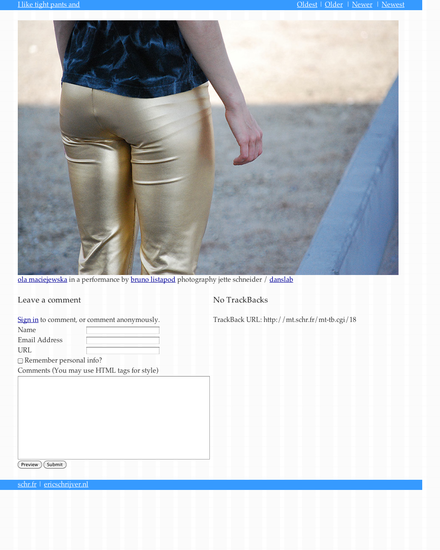 I like tight pants and
Oldest | Older | Newer | Newest
ola maciejewska in a performance by bruno listapod photography jette schneider / danslab
Leave a comment
No TrackBacks
Sign in to comment, or comment anonymously.
TrackBack URL: http://mt.schr.fr/mt-tb.cgi/18
Name
Email Address
URL
Remember personal info?
Comments (You may use HTML tags for style)
Preview Submit
schr.fr | ericschrijver.nl